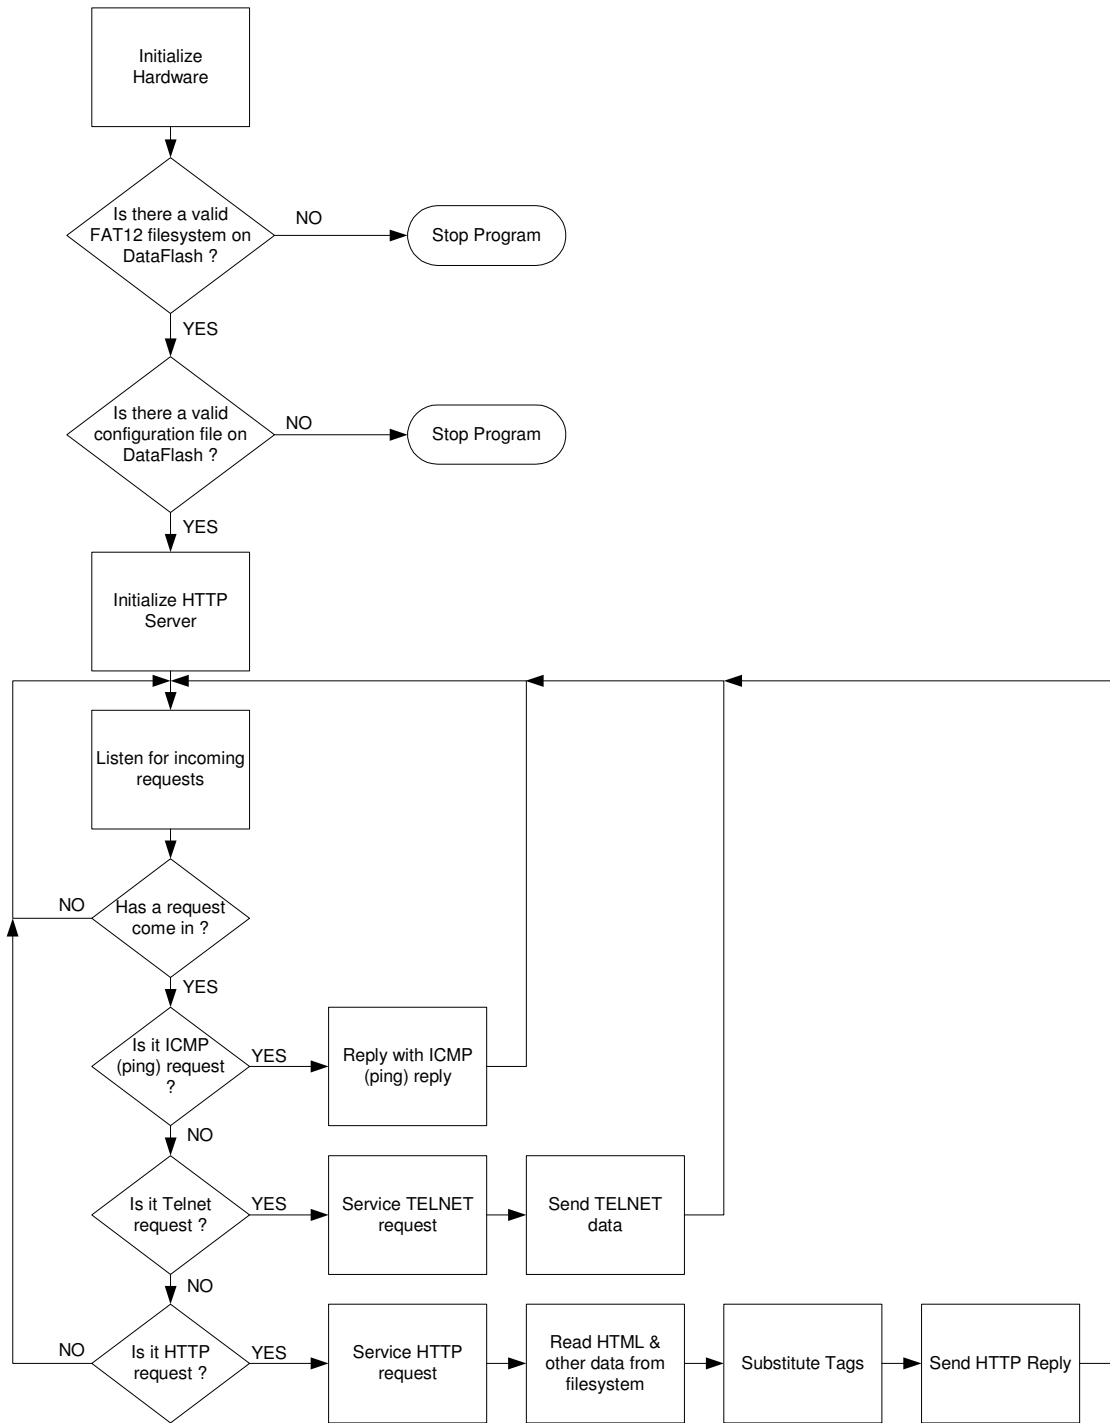 Initialize
Hardware
Is there a valid
FAT12 filesystem on
DataFlash ?
NO
Stop Program
YES
Is there a valid
configuration file on
DataFlash ?
NO
Stop Program
YES
Initialize HTTP
Server
Listen for incoming
requests
Has a request
come in ?
NO
YES
Is it ICMP
(ping) request
?
YES
Reply with ICMP
(ping) reply
NO
Is it Telnet
request ?
YES
Service TELNET
request
Send TELNET
data
NO
Is it HTTP
request ?
NO
YES
Service HTTP
request
Read HTML &
other data from
filesystem
Substitute Tags
Send HTTP Reply